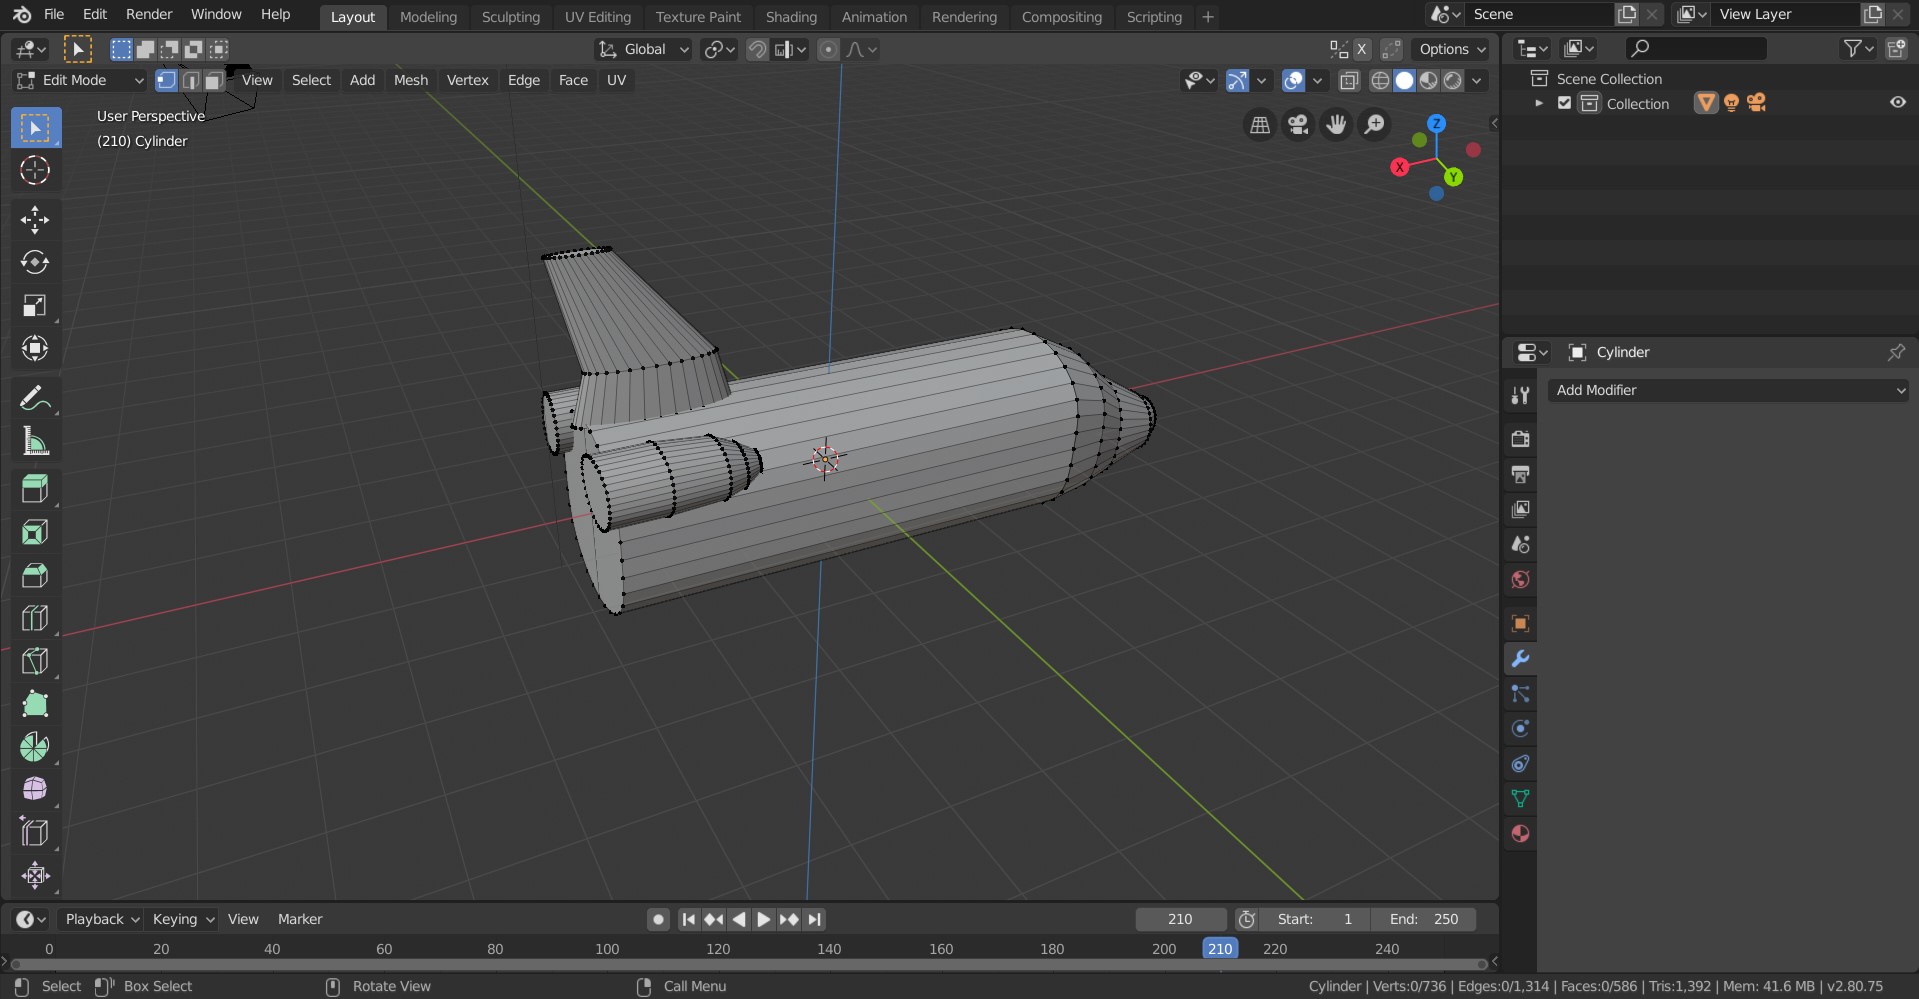 File Edit Render Window Help Layout Modeling Sculpting UV Editing Texture Paint Shading Animation Rendering Compositing Scripting + Scene View Layer
Global X Options
Edit Mode View Select Add Mesh Vertex Edge Face UV
Scene Collection
Collection
User Perspective
(210) Cylinder
Z
X
Y
Cylinder
Add Modifier
Playback Keying View Marker 210 Start: 1 End: 250
0 20 40 60 80 100 120 140 160 180 200 210 220 240
Select Box Select Rotate View Call Menu Cylinder | Verts:0/736 | Edges:0/1,314 | Faces:0/586 | Tris:1,392 | Mem: 41.6 MB | v2.80.75